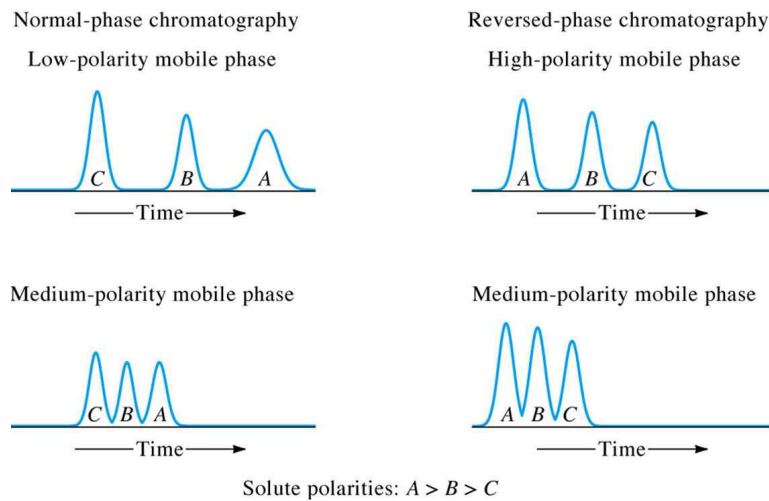 Normal-phase chromatography
Low-polarity mobile phase
C B A
Time
Reversed-phase chromatography
High-polarity mobile phase
A B C
Time
Medium-polarity mobile phase
C B A
Time
Medium-polarity mobile phase
A B C
Time
Solute polarities: A > B > C